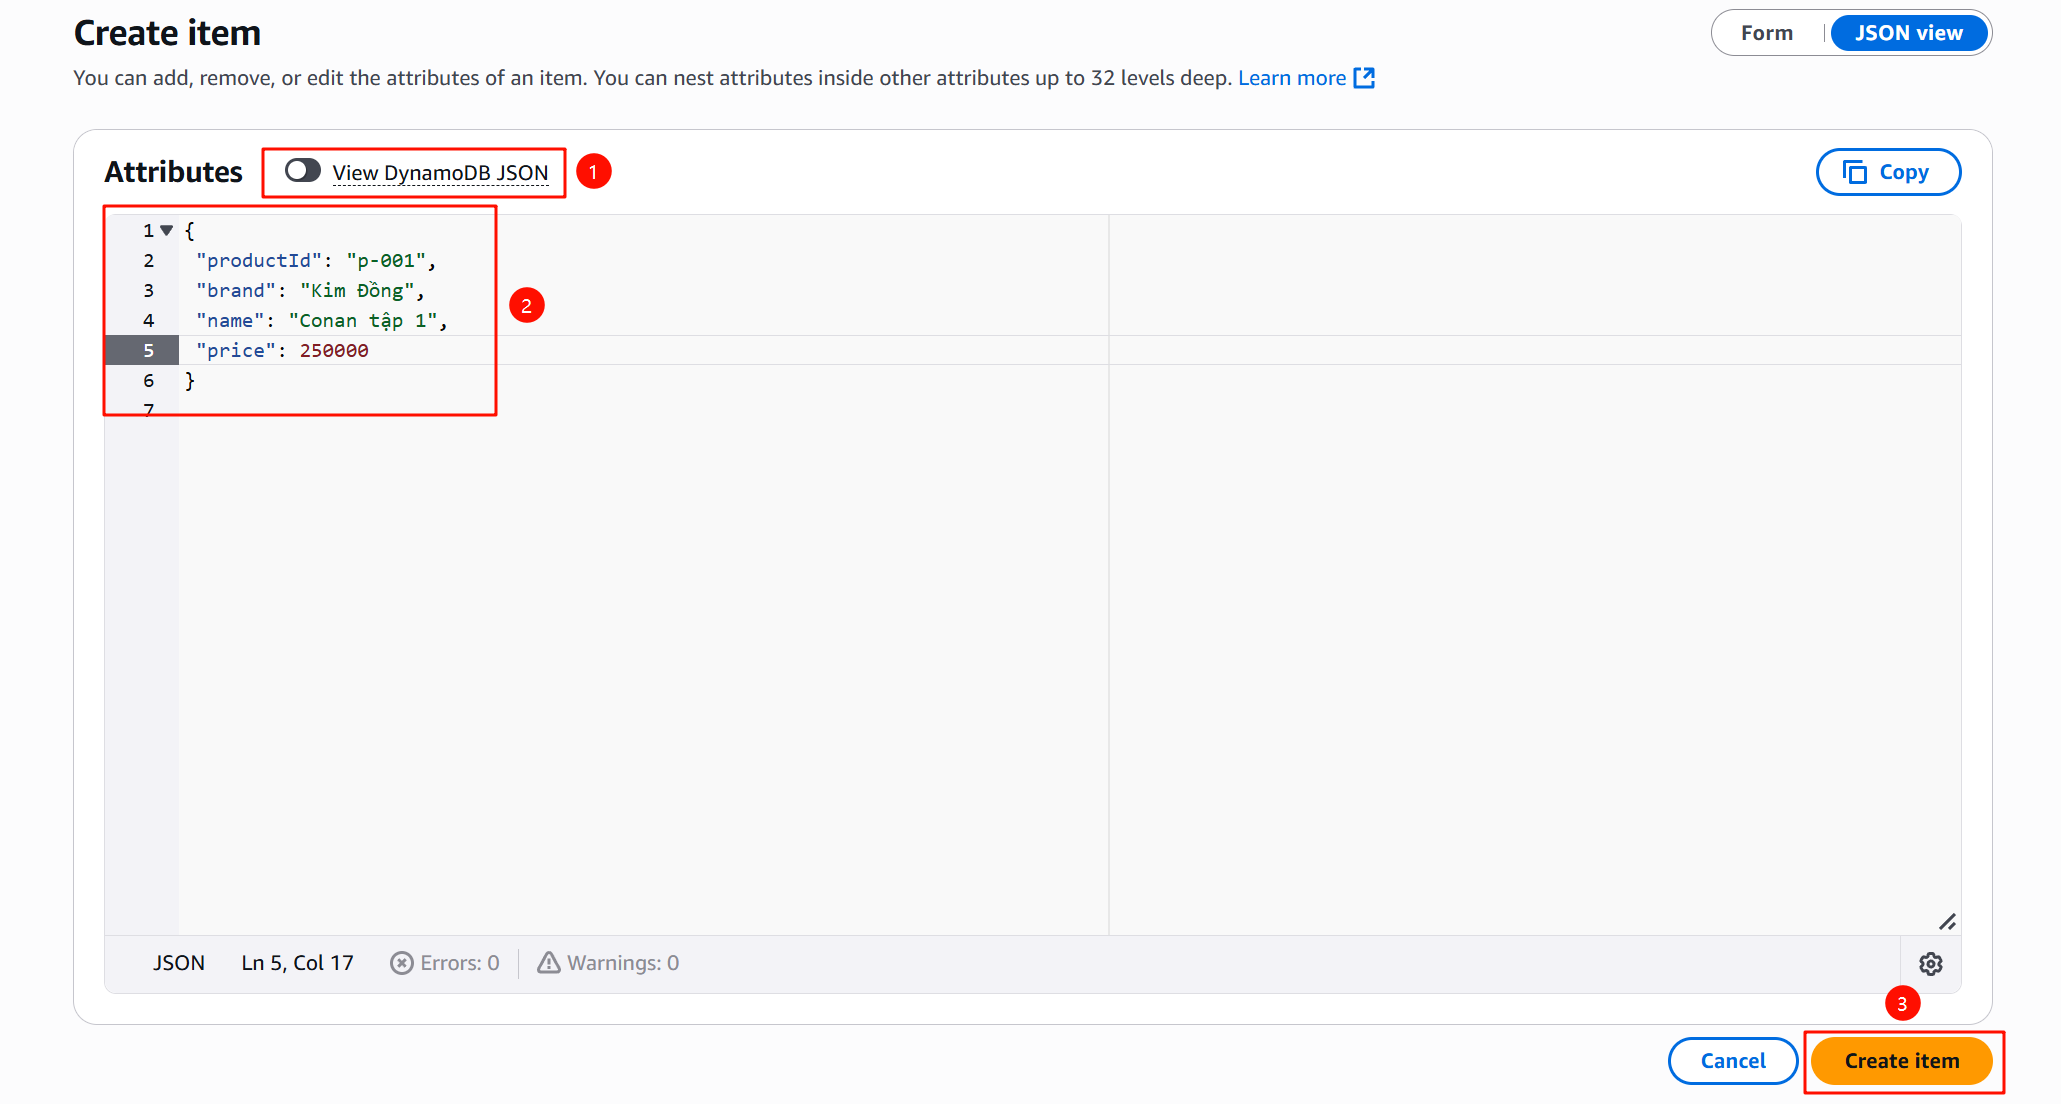 Create item
Form
JSON view
You can add, remove, or edit the attributes of an item. You can nest attributes inside other attributes up to 32 levels deep. Learn more
Attributes
View DynamoDB JSON
1
Copy
1 {
2 "productId": "p-001",
3 "brand": "Kim Đồng",
4 "name": "Conan tập 1",
5 "price": 250000
6 }
7
2
JSON
Ln 5, Col 17
Errors: 0
Warnings: 0
3
Cancel
Create item